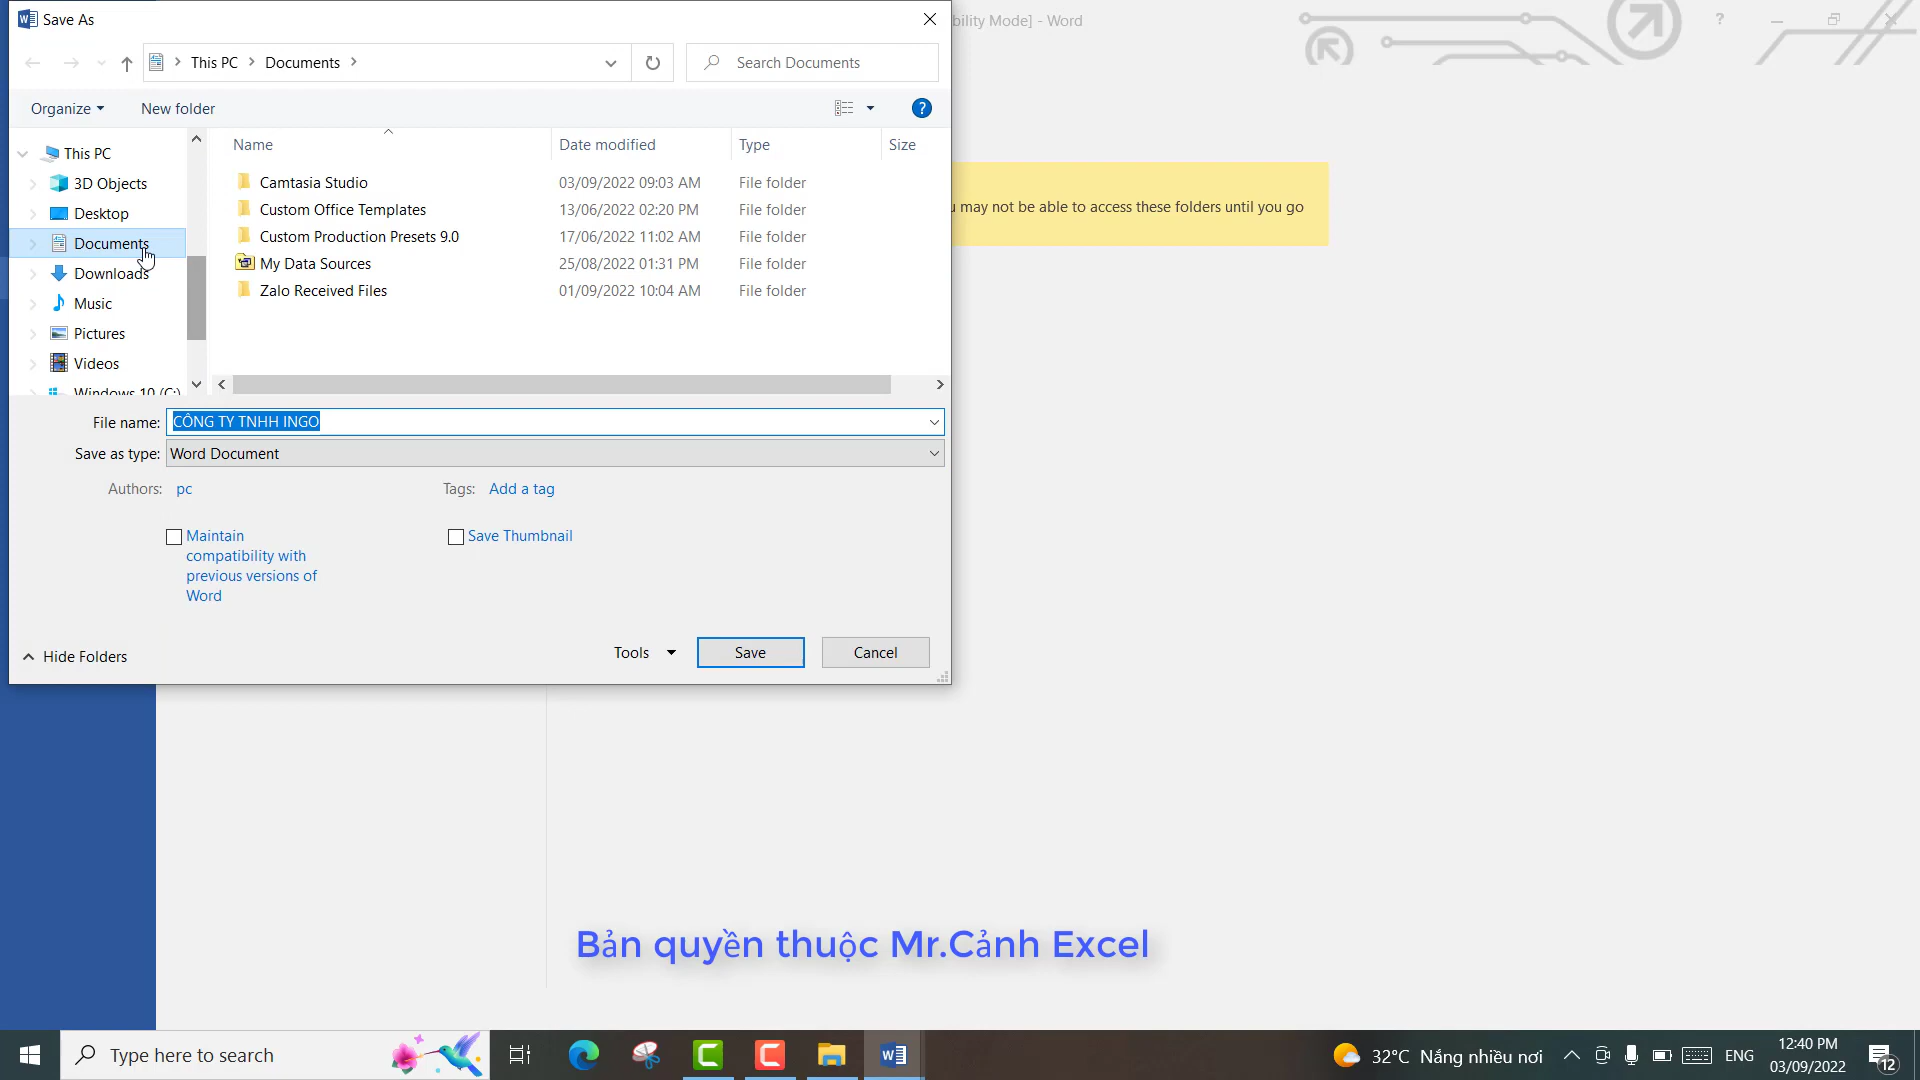 Save As
bility Mode] - Word
?
This PC
Documents
Search Documents
Organize
New folder
?
Name
Date modified
Type
Size
This PC
3D Objects
Desktop
Documents
Downloads
Music
Pictures
Videos
Windows 10 (C:)
Camtasia Studio 03/09/2022 09:03 AM File folder
Custom Office Templates 13/06/2022 02:20 PM File folder
Custom Production Presets 9.0 17/06/2022 11:02 AM File folder
My Data Sources 25/08/2022 01:31 PM File folder
Zalo Received Files 01/09/2022 10:04 AM File folder
may not be able to access these folders until you go
File name: CÔNG TY TNHH INGO
Save as type: Word Document
Authors: pc
Tags: Add a tag
Maintain
compatibility with
previous versions of
Word
Save Thumbnail
Hide Folders
Tools
Save
Cancel
Bản quyền thuộc Mr.Cảnh Excel
Type here to search
32°C Nắng nhiều nơi
ENG
12:40 PM
03/09/2022
12